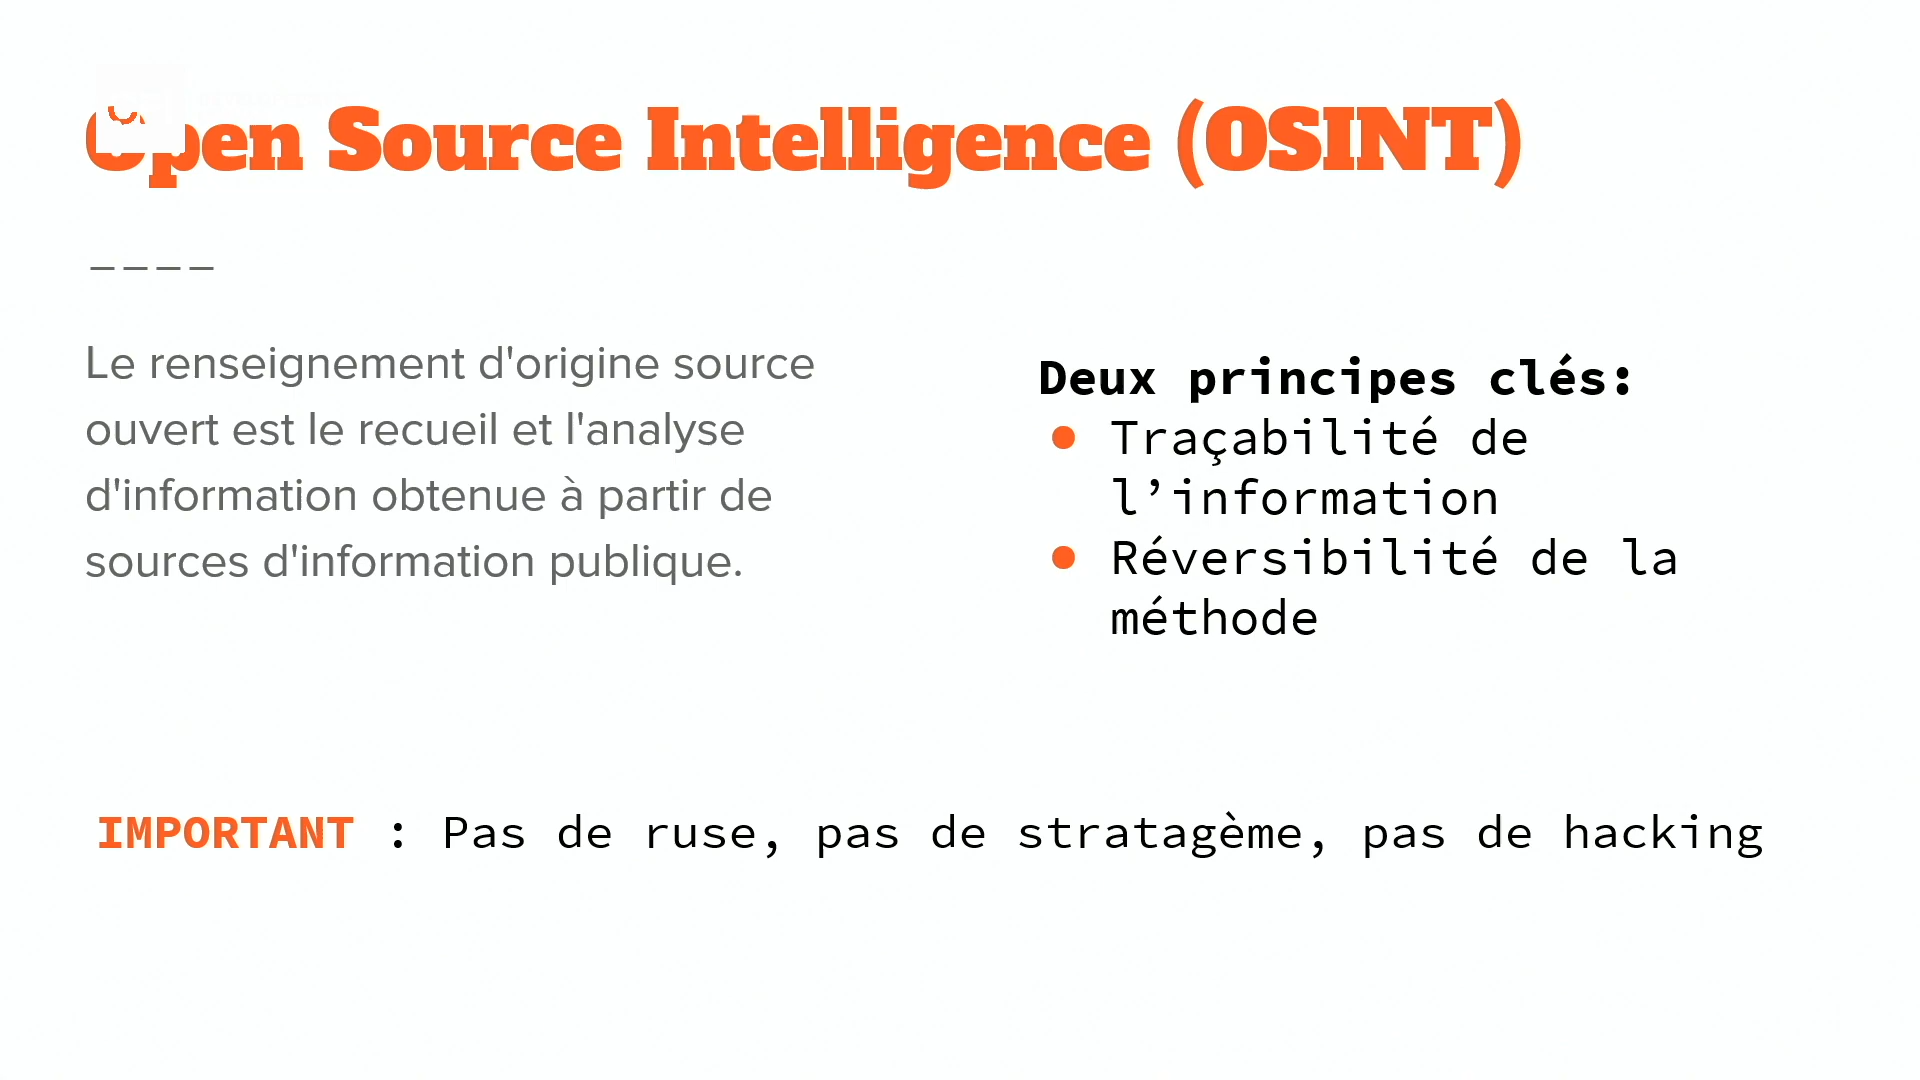 Open Source Intelligence (OSINT)
Le renseignement d'origine source
ouvert est le recueil et l'analyse
d'information obtenue à partir de
sources d'information publique.
Deux principes clés:
● Traçabilité de
l’information
● Réversibilité de la
méthode
IMPORTANT : Pas de ruse, pas de stratagème, pas de hacking